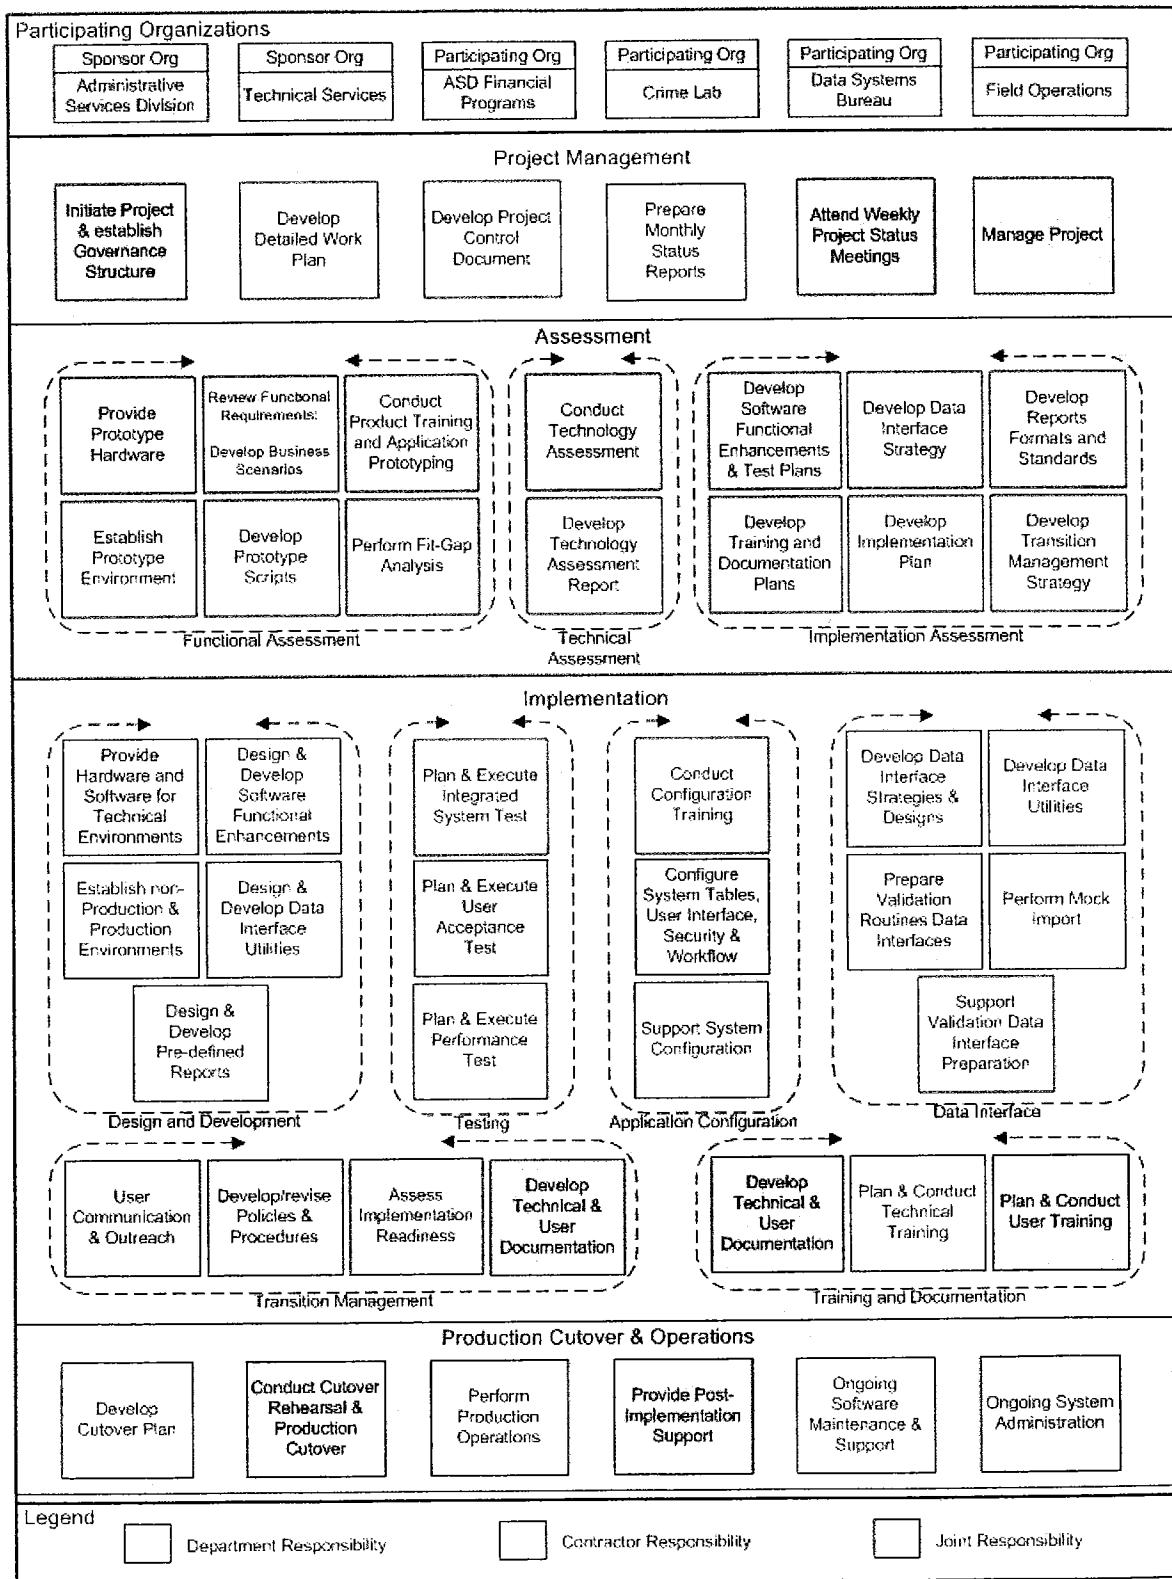 Participating Organizations
Sponsor Org
Administrative
Services Division
Sponsor Org
Technical Services
Participating Org
ASD Financial
Programs
Participating Org
Crime Lab
Participating Org
Data Systems
Bureau
Participating Org
Field Operations
Project Management
Initiate Project
& establish
Governance
Structure
Develop
Detailed Work
Plan
Develop Project
Control
Document
Prepare
Monthly
Status
Reports
Attend Weekly
Project Status
Meetings
Manage Project
Assessment
Provide
Prototype
Hardware
Review Functional
Requirements:
Develop Business
Scenarios
Conduct
Product Training
and Application
Prototyping
Establish
Prototype
Environment
Develop
Prototype
Scripts
Perform Fit-Gap
Analysis
Functional Assessment
Conduct
Technology
Assessment
Develop
Technology
Assessment
Report
Technical
Assessment
Develop
Software
Functional
Enhancements
& Test Plans
Develop Data
Interface
Strategy
Develop
Reports
Formats and
Standards
Develop
Training and
Documentation
Plans
Develop
Implementation
Plan
Develop
Transition
Management
Strategy
Implementation Assessment
Implementation
Provide
Hardware and
Software for
Technical
Environments
Design &
Develop
Software
Functional
Enhancements
Establish non-
Production &
Production
Environments
Design &
Develop Data
Interface
Utilities
Design &
Develop
Pre-defined
Reports
Design and Development
Plan & Execute
Integrated
System Test
Plan & Execute
User
Acceptance
Test
Plan & Execute
Performance
Test
Testing
Conduct
Configuration
Training
Configure
System Tables,
User Interface,
Security &
Workflow
Support System
Configuration
Application Configuration
Develop Data
Interface
Strategies &
Designs
Develop Data
Interface
Utilities
Prepare
Validation
Routines Data
Interfaces
Perform Mock
Import
Support
Validation Data
Interface
Preparation
Data Interface
User
Communication
& Outreach
Develop/revise
Policies &
Procedures
Assess
Implementation
Readiness
Develop
Technical &
User
Documentation
Transition Management
Develop
Technical &
User
Documentation
Plan & Conduct
Technical
Training
Plan & Conduct
User Training
Training and Documentation
Production Cutover & Operations
Develop
Cutover Plan
Conduct Cutover
Rehearsal &
Production
Cutover
Perform
Production
Operations
Provide Post-
Implementation
Support
Ongoing
Software
Maintenance &
Support
Ongoing System
Administration
Legend
Department Responsibility
Contractor Responsibility
Joint Responsibility